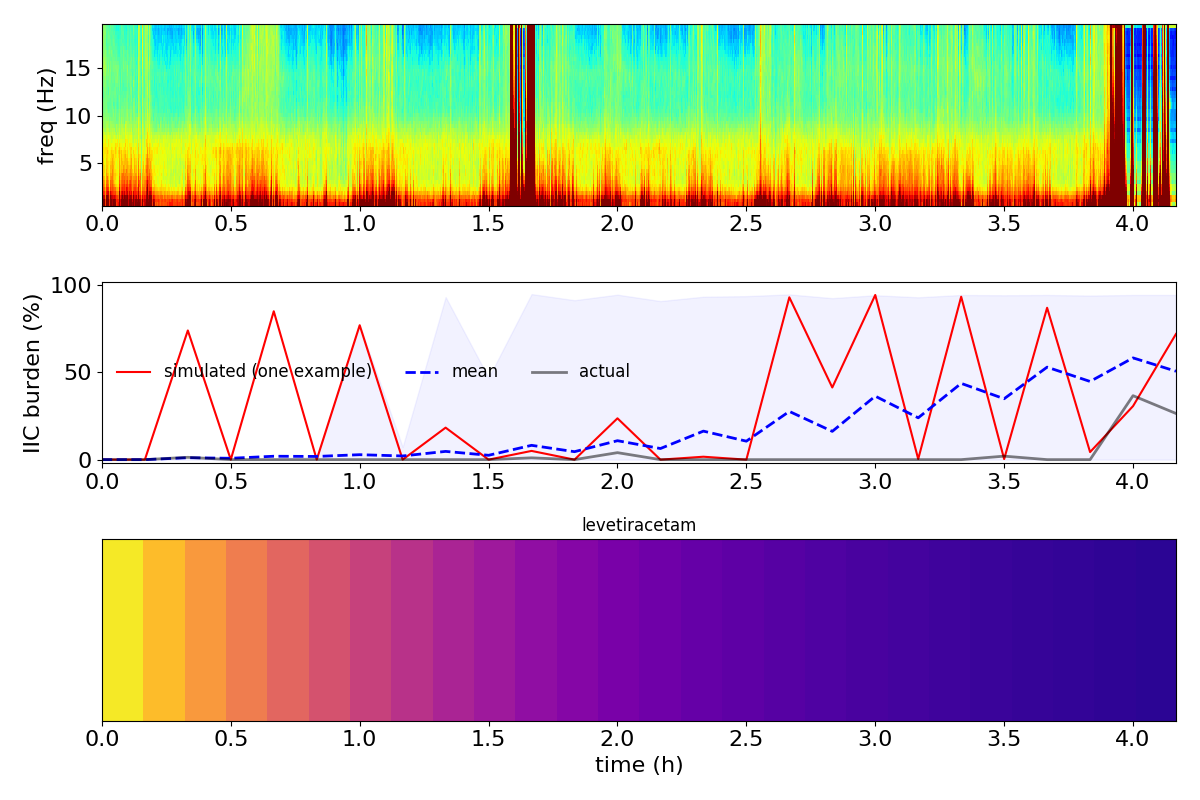 freq (Hz)
15
10
5
0.0 0.5 1.0 1.5 2.0 2.5 3.0 3.5 4.0
IIC burden (%)
100
50
0
simulated (one example) mean actual
0.0 0.5 1.0 1.5 2.0 2.5 3.0 3.5 4.0
levetiracetam
0.0 0.5 1.0 1.5 2.0 2.5 3.0 3.5 4.0
time (h)